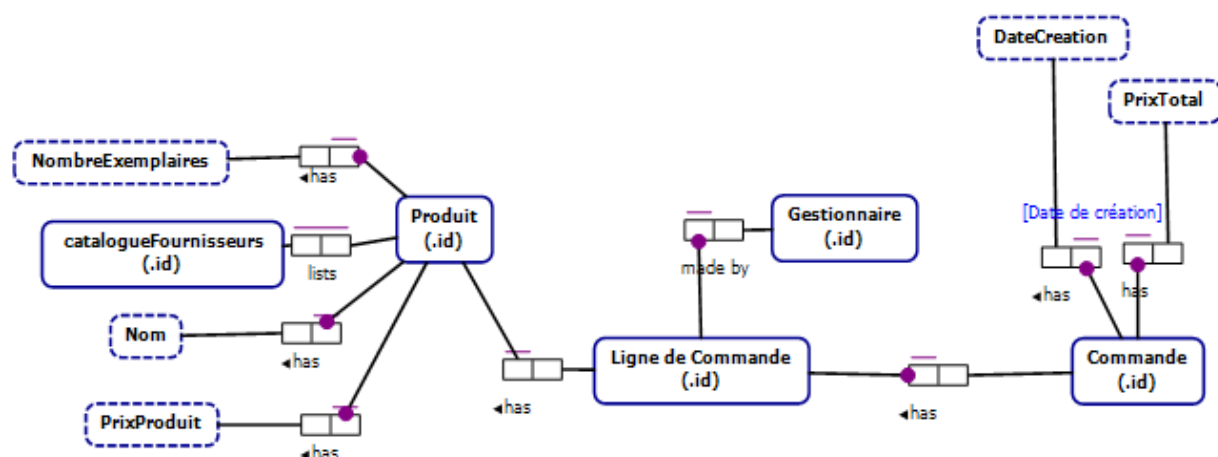 DateCreation
PrixTotal
NombreExemplaires
◄has
Produit
(.id)
Gestionnaire
(.id)
[Date de création]
catalogueFournisseurs
(.id)
lists
made by
◄has
has
Nom
◄has
Ligne de Commande
(.id)
Commande
(.id)
◄has
◄has
PrixProduit
◄has